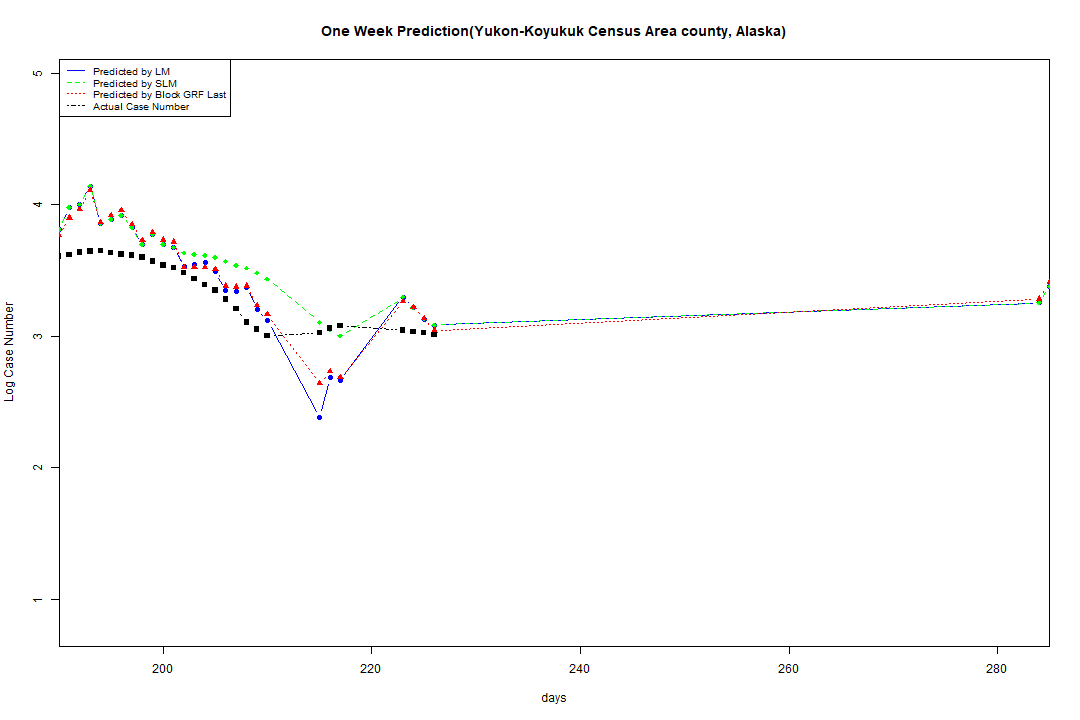 One Week Prediction(Yukon-Koyukuk Census Area county, Alaska)
Predicted by LM
Predicted by SLM
Predicted by Block GRF Last
Actual Case Number
5
4
3
2
1
Log Case Number
200
220
240
260
280
days